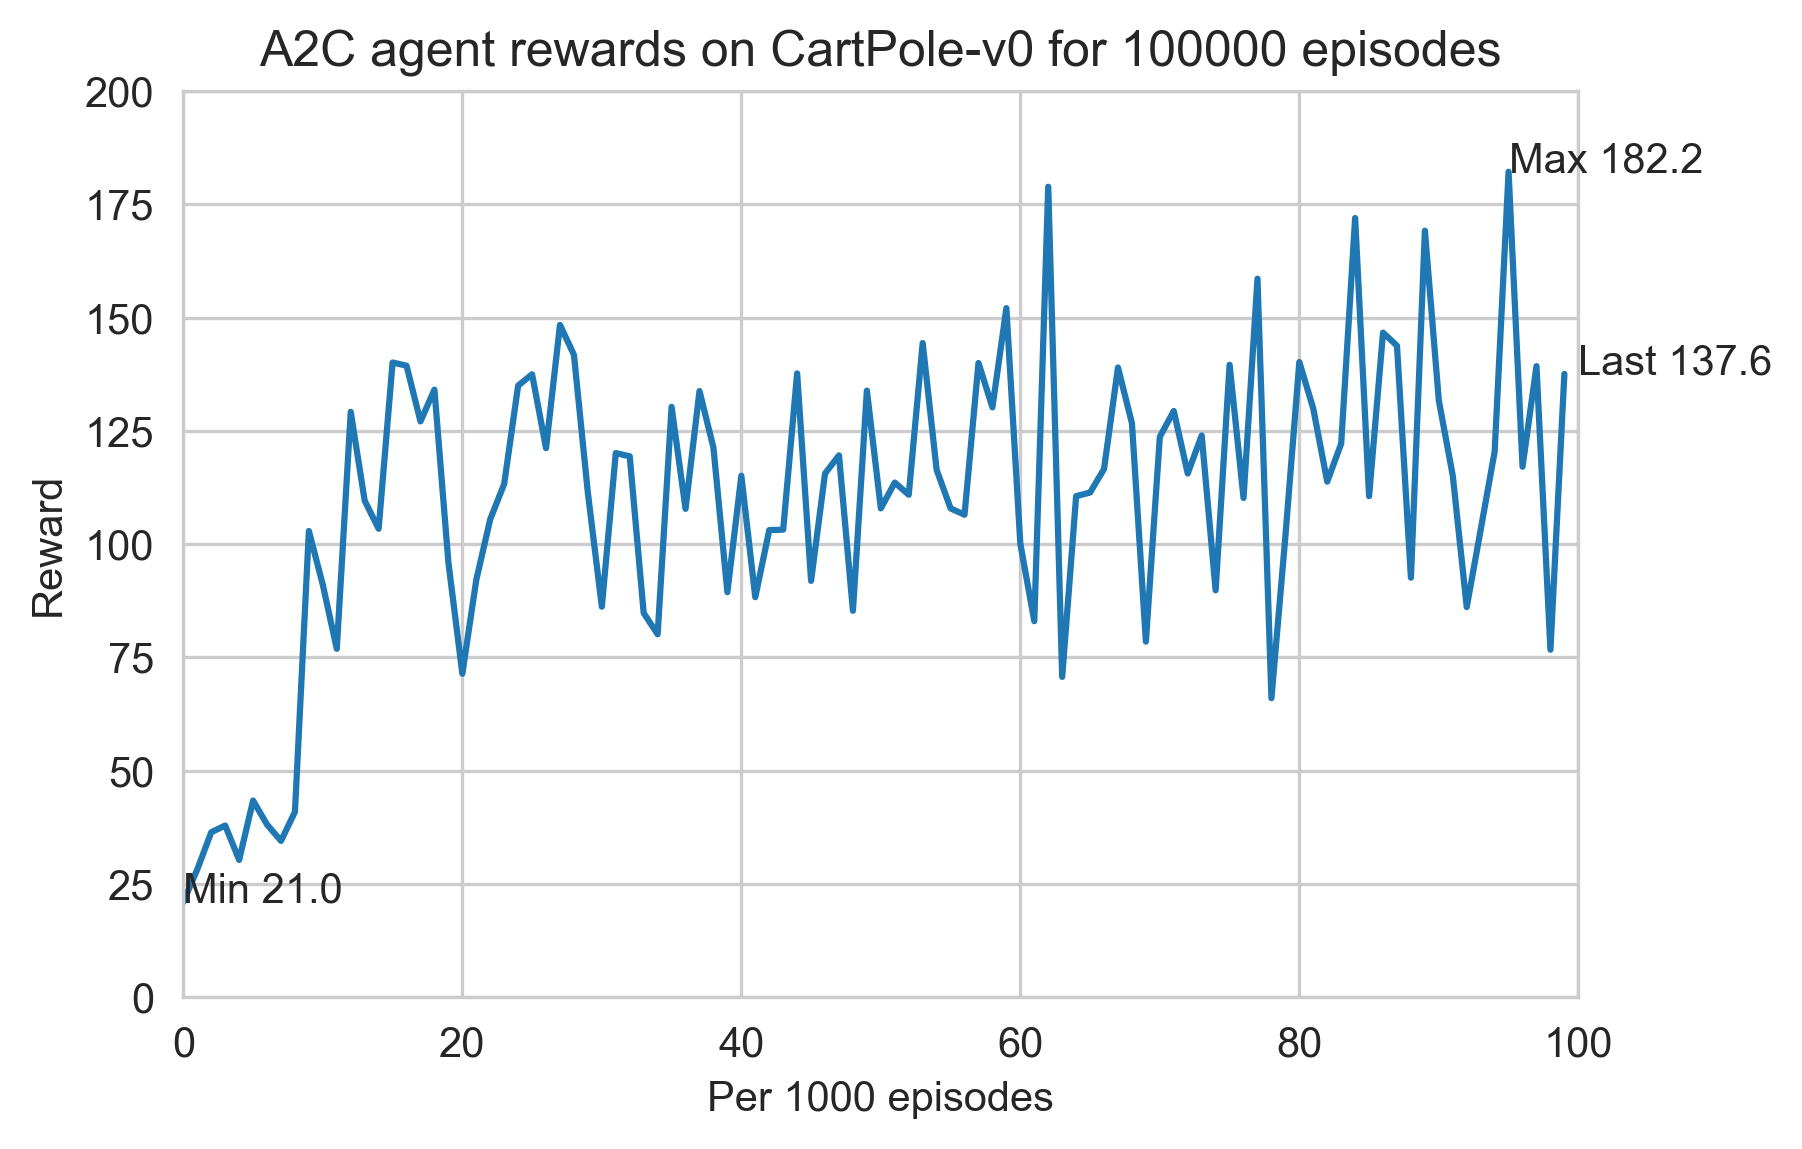 A2C agent rewards on CartPole-v0 for 100000 episodes
200
175
150
125
100
75
50
25
0
Reward
Max 182.2
Last 137.6
Min 21.0
0 20 40 60 80 100
Per 1000 episodes